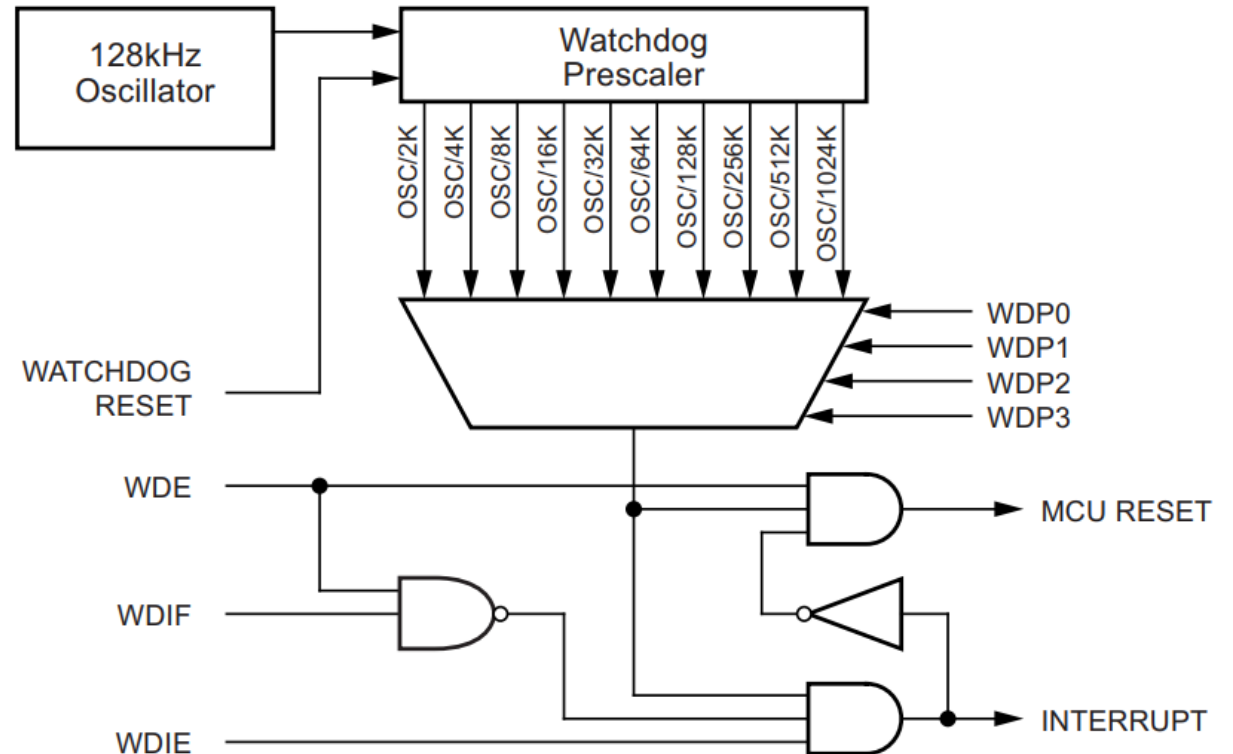 128kHz
Oscillator
Watchdog
Prescaler
OSC/2K
OSC/4K
OSC/8K
OSC/16K
OSC/32K
OSC/64K
OSC/128K
OSC/256K
OSC/512K
OSC/1024K
WDP0
WDP1
WDP2
WDP3
WATCHDOG
RESET
WDE
MCU RESET
WDIF
INTERRUPT
WDIE